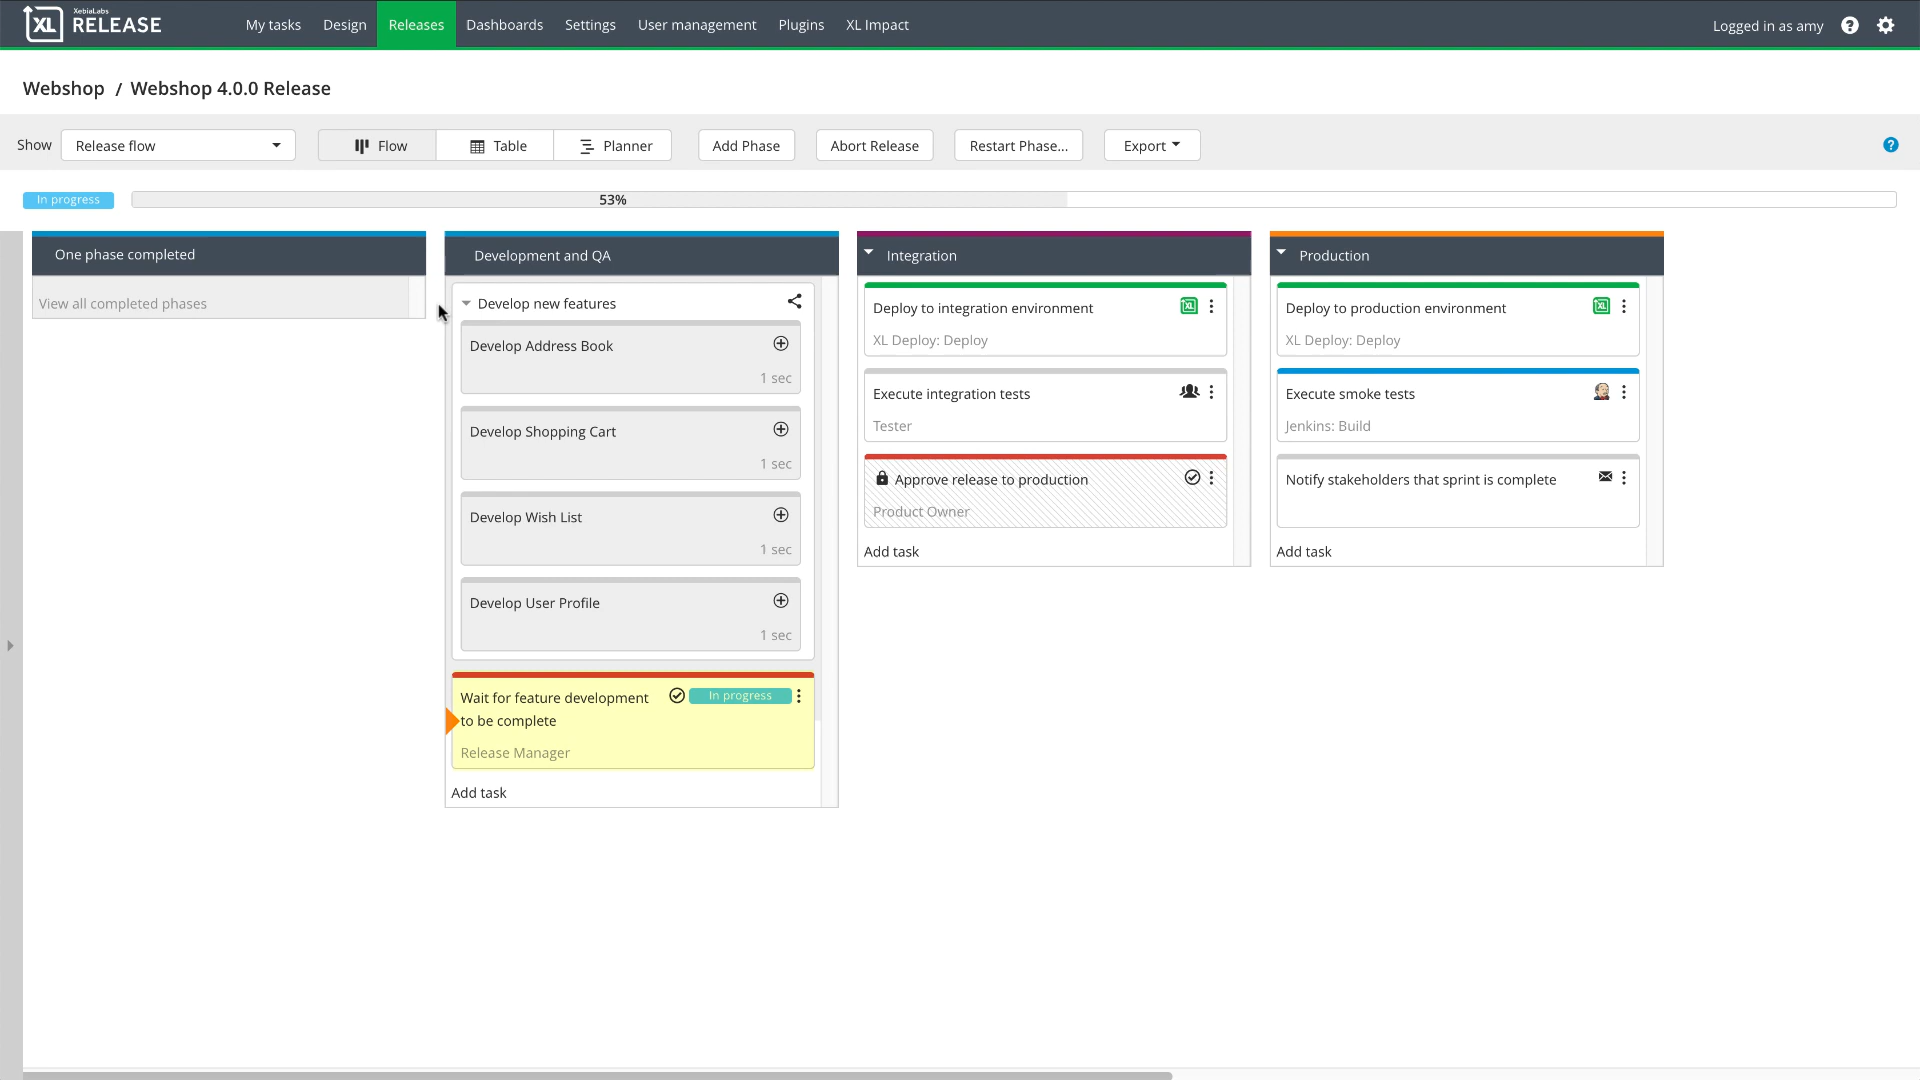 XebiaLabs
XL RELEASE
My tasks
Design
Releases
Dashboards
Settings
User management
Plugins
XL Impact
Logged in as amy
?
Webshop / Webshop 4.0.0 Release
Show
Release flow
Flow
Table
Planner
Add Phase
Abort Release
Restart Phase...
Export
?
In progress
53%
One phase completed
View all completed phases
Development and QA
Develop new features
Develop Address Book
1 sec
Develop Shopping Cart
1 sec
Develop Wish List
1 sec
Develop User Profile
1 sec
Wait for feature development
In progress
to be complete
Release Manager
Add task
Integration
Deploy to integration environment
XL
XL Deploy: Deploy
Execute integration tests
Tester
Approve release to production
Product Owner
Add task
Production
Deploy to production environment
XL
XL Deploy: Deploy
Execute smoke tests
Jenkins: Build
Notify stakeholders that sprint is complete
Add task